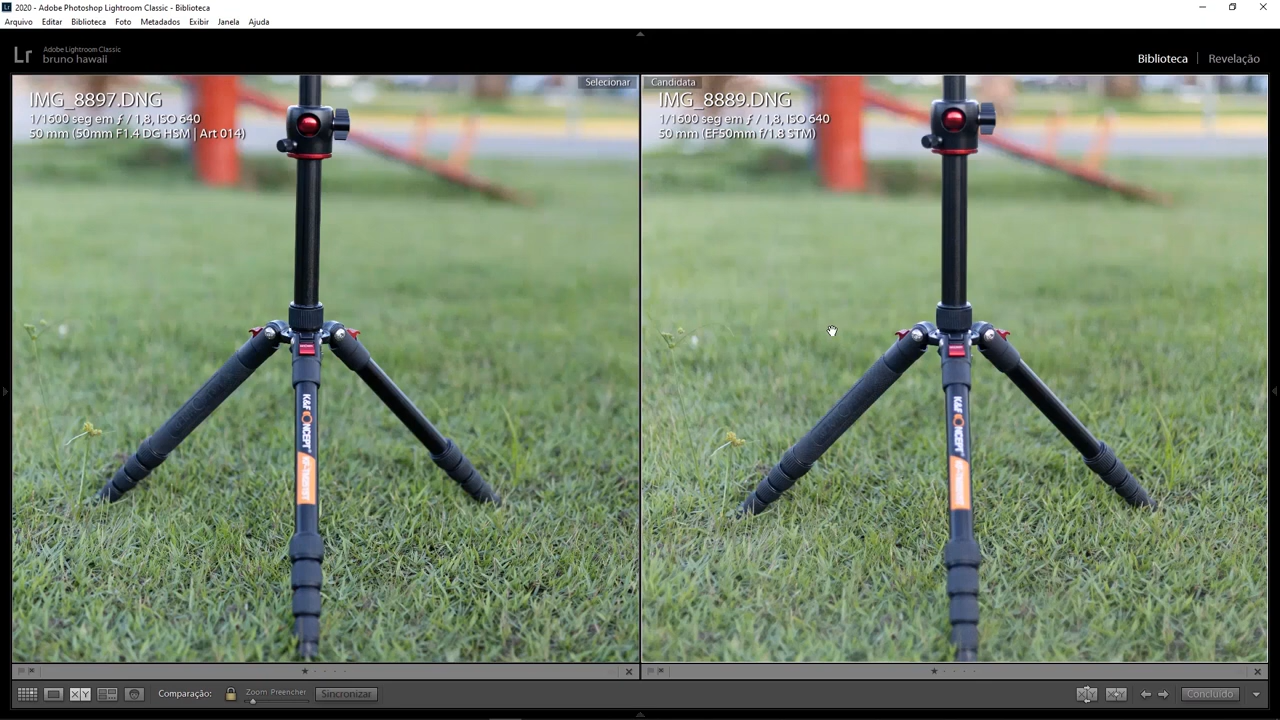 2020 - Adobe Photoshop Lightroom Classic - Biblioteca
Arquivo Editar Biblioteca Foto Metadados Exibir Janela Ajuda
Lr Adobe Lightroom Classic
bruno hawaii
Biblioteca | Revelação
Selecionar
IMG_8897.DNG
1/1600 seg em ƒ / 1,8, ISO 640
50 mm (50mm F1.4 DG HSM | Art 014)
Candidata
IMG_8889.DNG
1/1600 seg em ƒ / 1,8, ISO 640
50 mm (EF50mm f/1.8 STM)
K&F CONCEPT
K&F CONCEPT
Comparação: Zoom Preencher Sincronizar Concluído